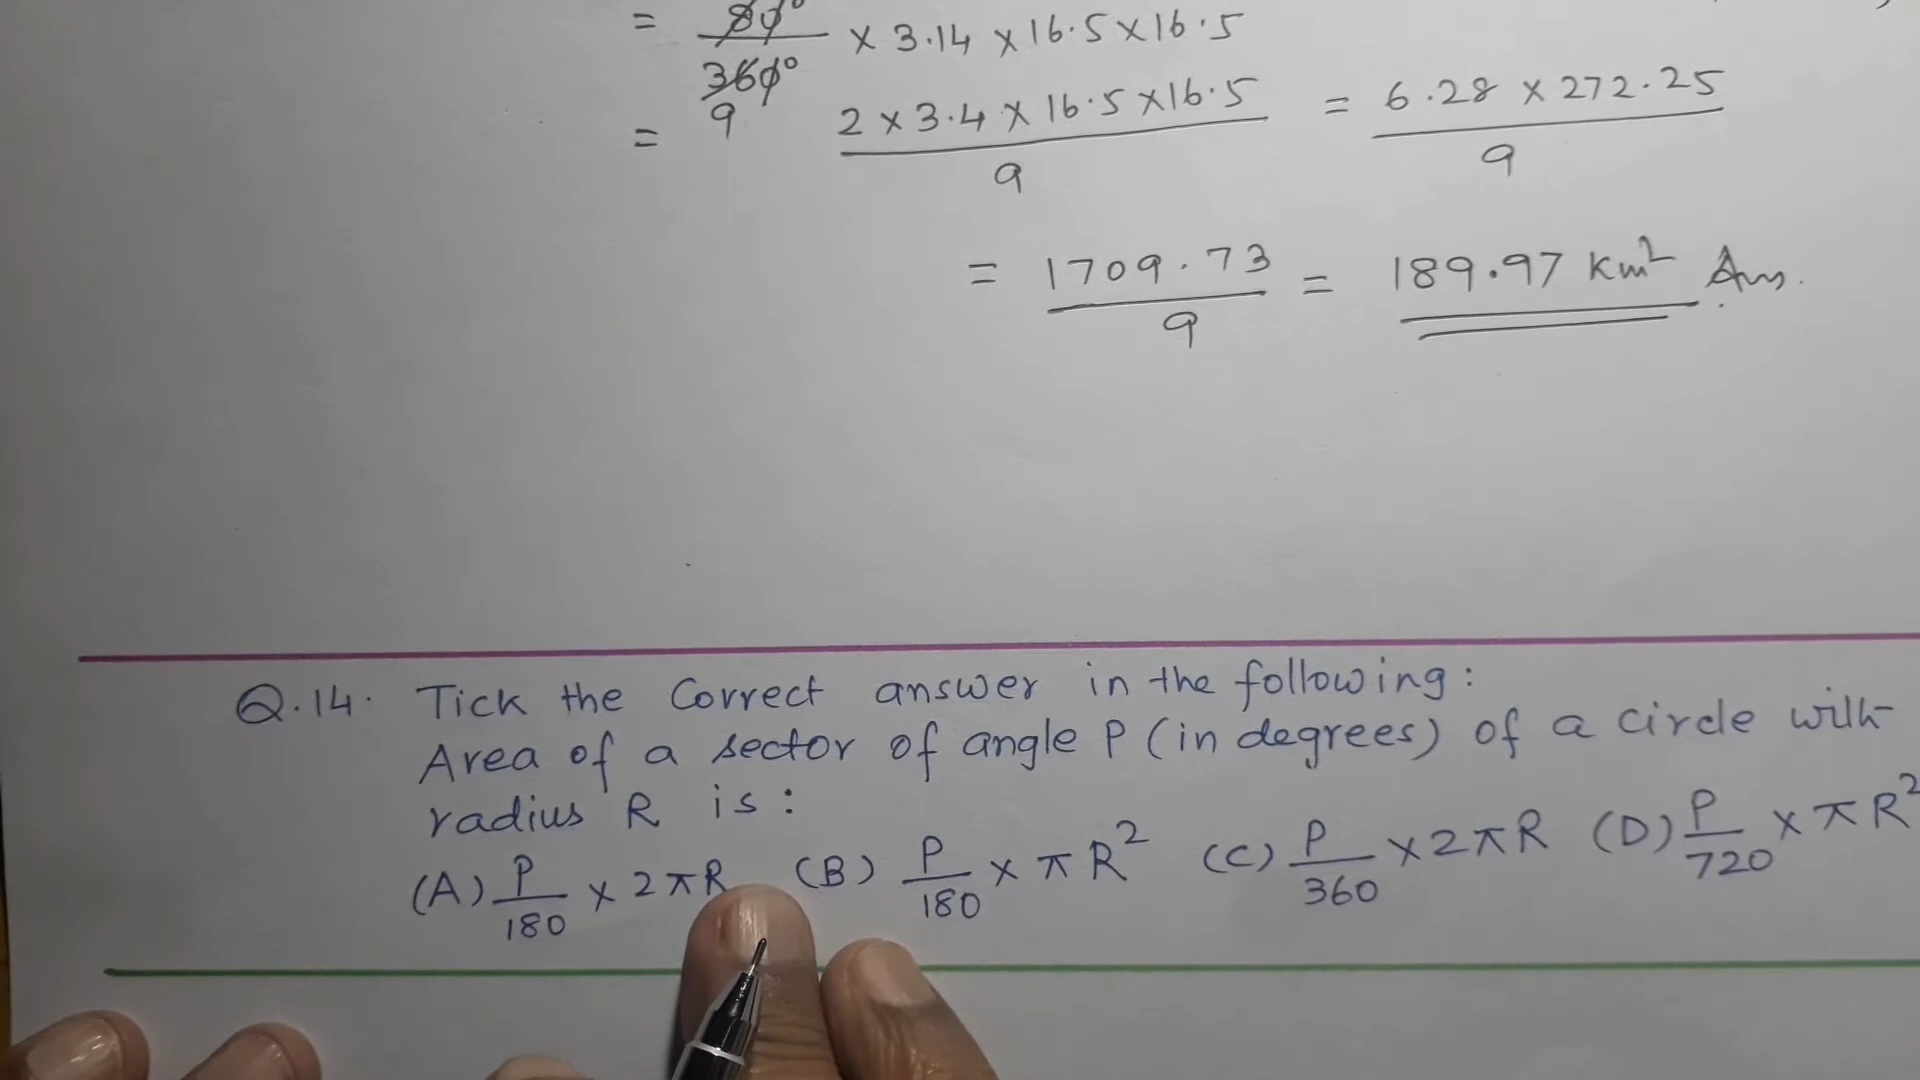 = 80° / 360° × 3.14 × 16.5 × 16.5
9
= 2 × 3.4 × 16.5 × 16.5 / 9 = 6.28 × 272.25 / 9
= 1709.73 / 9 = 189.97 Km² Ans.
Q.14. Tick the Correct answer in the following:
Area of a sector of angle P (in degrees) of a circle with
radius R is:
(A) P/180 × 2πR (B) P/180 × πR² (C) P/360 × 2πR (D) P/720 × πR²